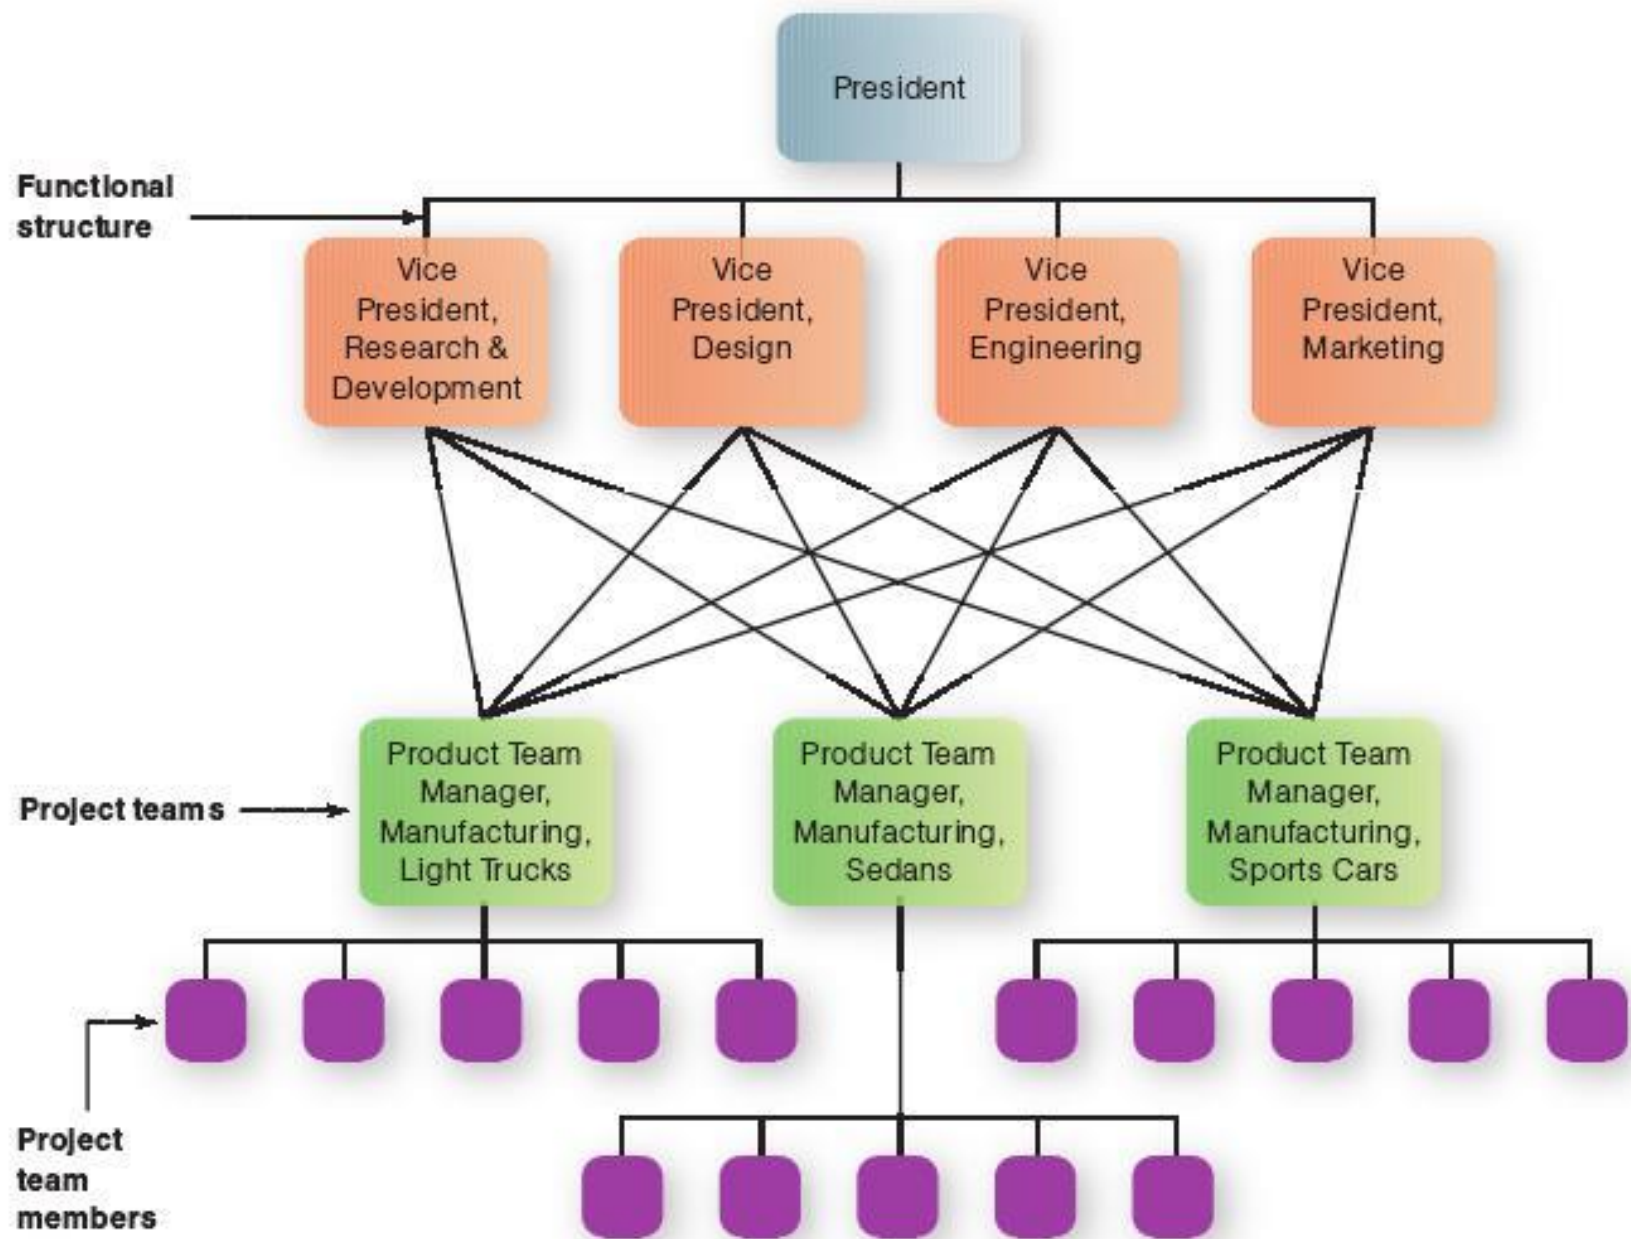 President
Functional
structure
Vice
President,
Research &
Development
Vice
President,
Design
Vice
President,
Engineering
Vice
President,
Marketing
Project teams
Product Team
Manager,
Manufacturing,
Light Trucks
Product Team
Manager,
Manufacturing,
Sedans
Product Team
Manager,
Manufacturing,
Sports Cars
Project
team
members